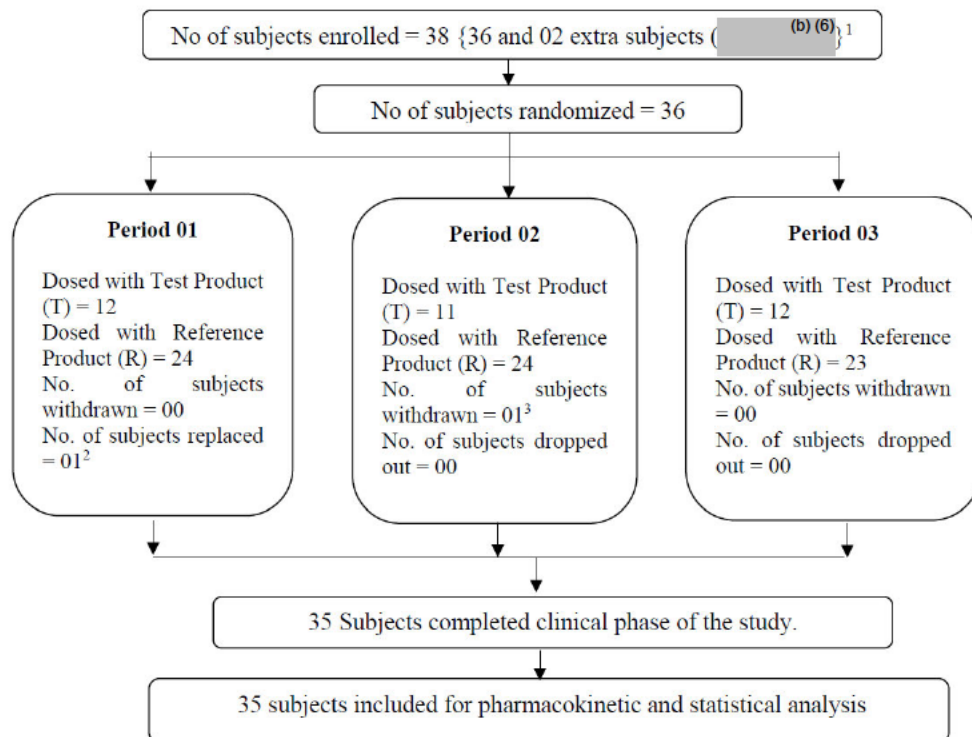 No of subjects enrolled = 38 {36 and 02 extra subjects ( (b) (6) }1
No of subjects randomized = 36
Period 01
Dosed with Test Product
(T) = 12
Dosed with Reference
Product (R) = 24
No. of subjects
withdrawn = 00
No. of subjects replaced
= 012
Period 02
Dosed with Test Product
(T) = 11
Dosed with Reference
Product (R) = 24
No. of subjects
withdrawn = 013
No. of subjects dropped
out = 00
Period 03
Dosed with Test Product
(T) = 12
Dosed with Reference
Product (R) = 23
No. of subjects withdrawn
= 00
No. of subjects dropped
out = 00
35 Subjects completed clinical phase of the study.
35 subjects included for pharmacokinetic and statistical analysis